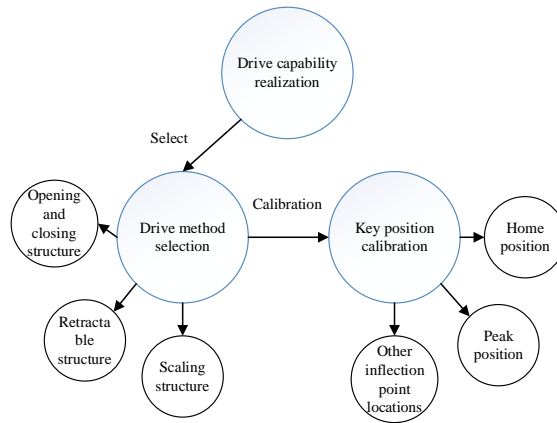 Drive capability
realization
Select
Opening
and
closing
structure
Drive method
selection
Calibration
Key position
calibration
Home
position
Retracta
ble
structure
Scaling
structure
Other
inflection
point
locations
Peak
position